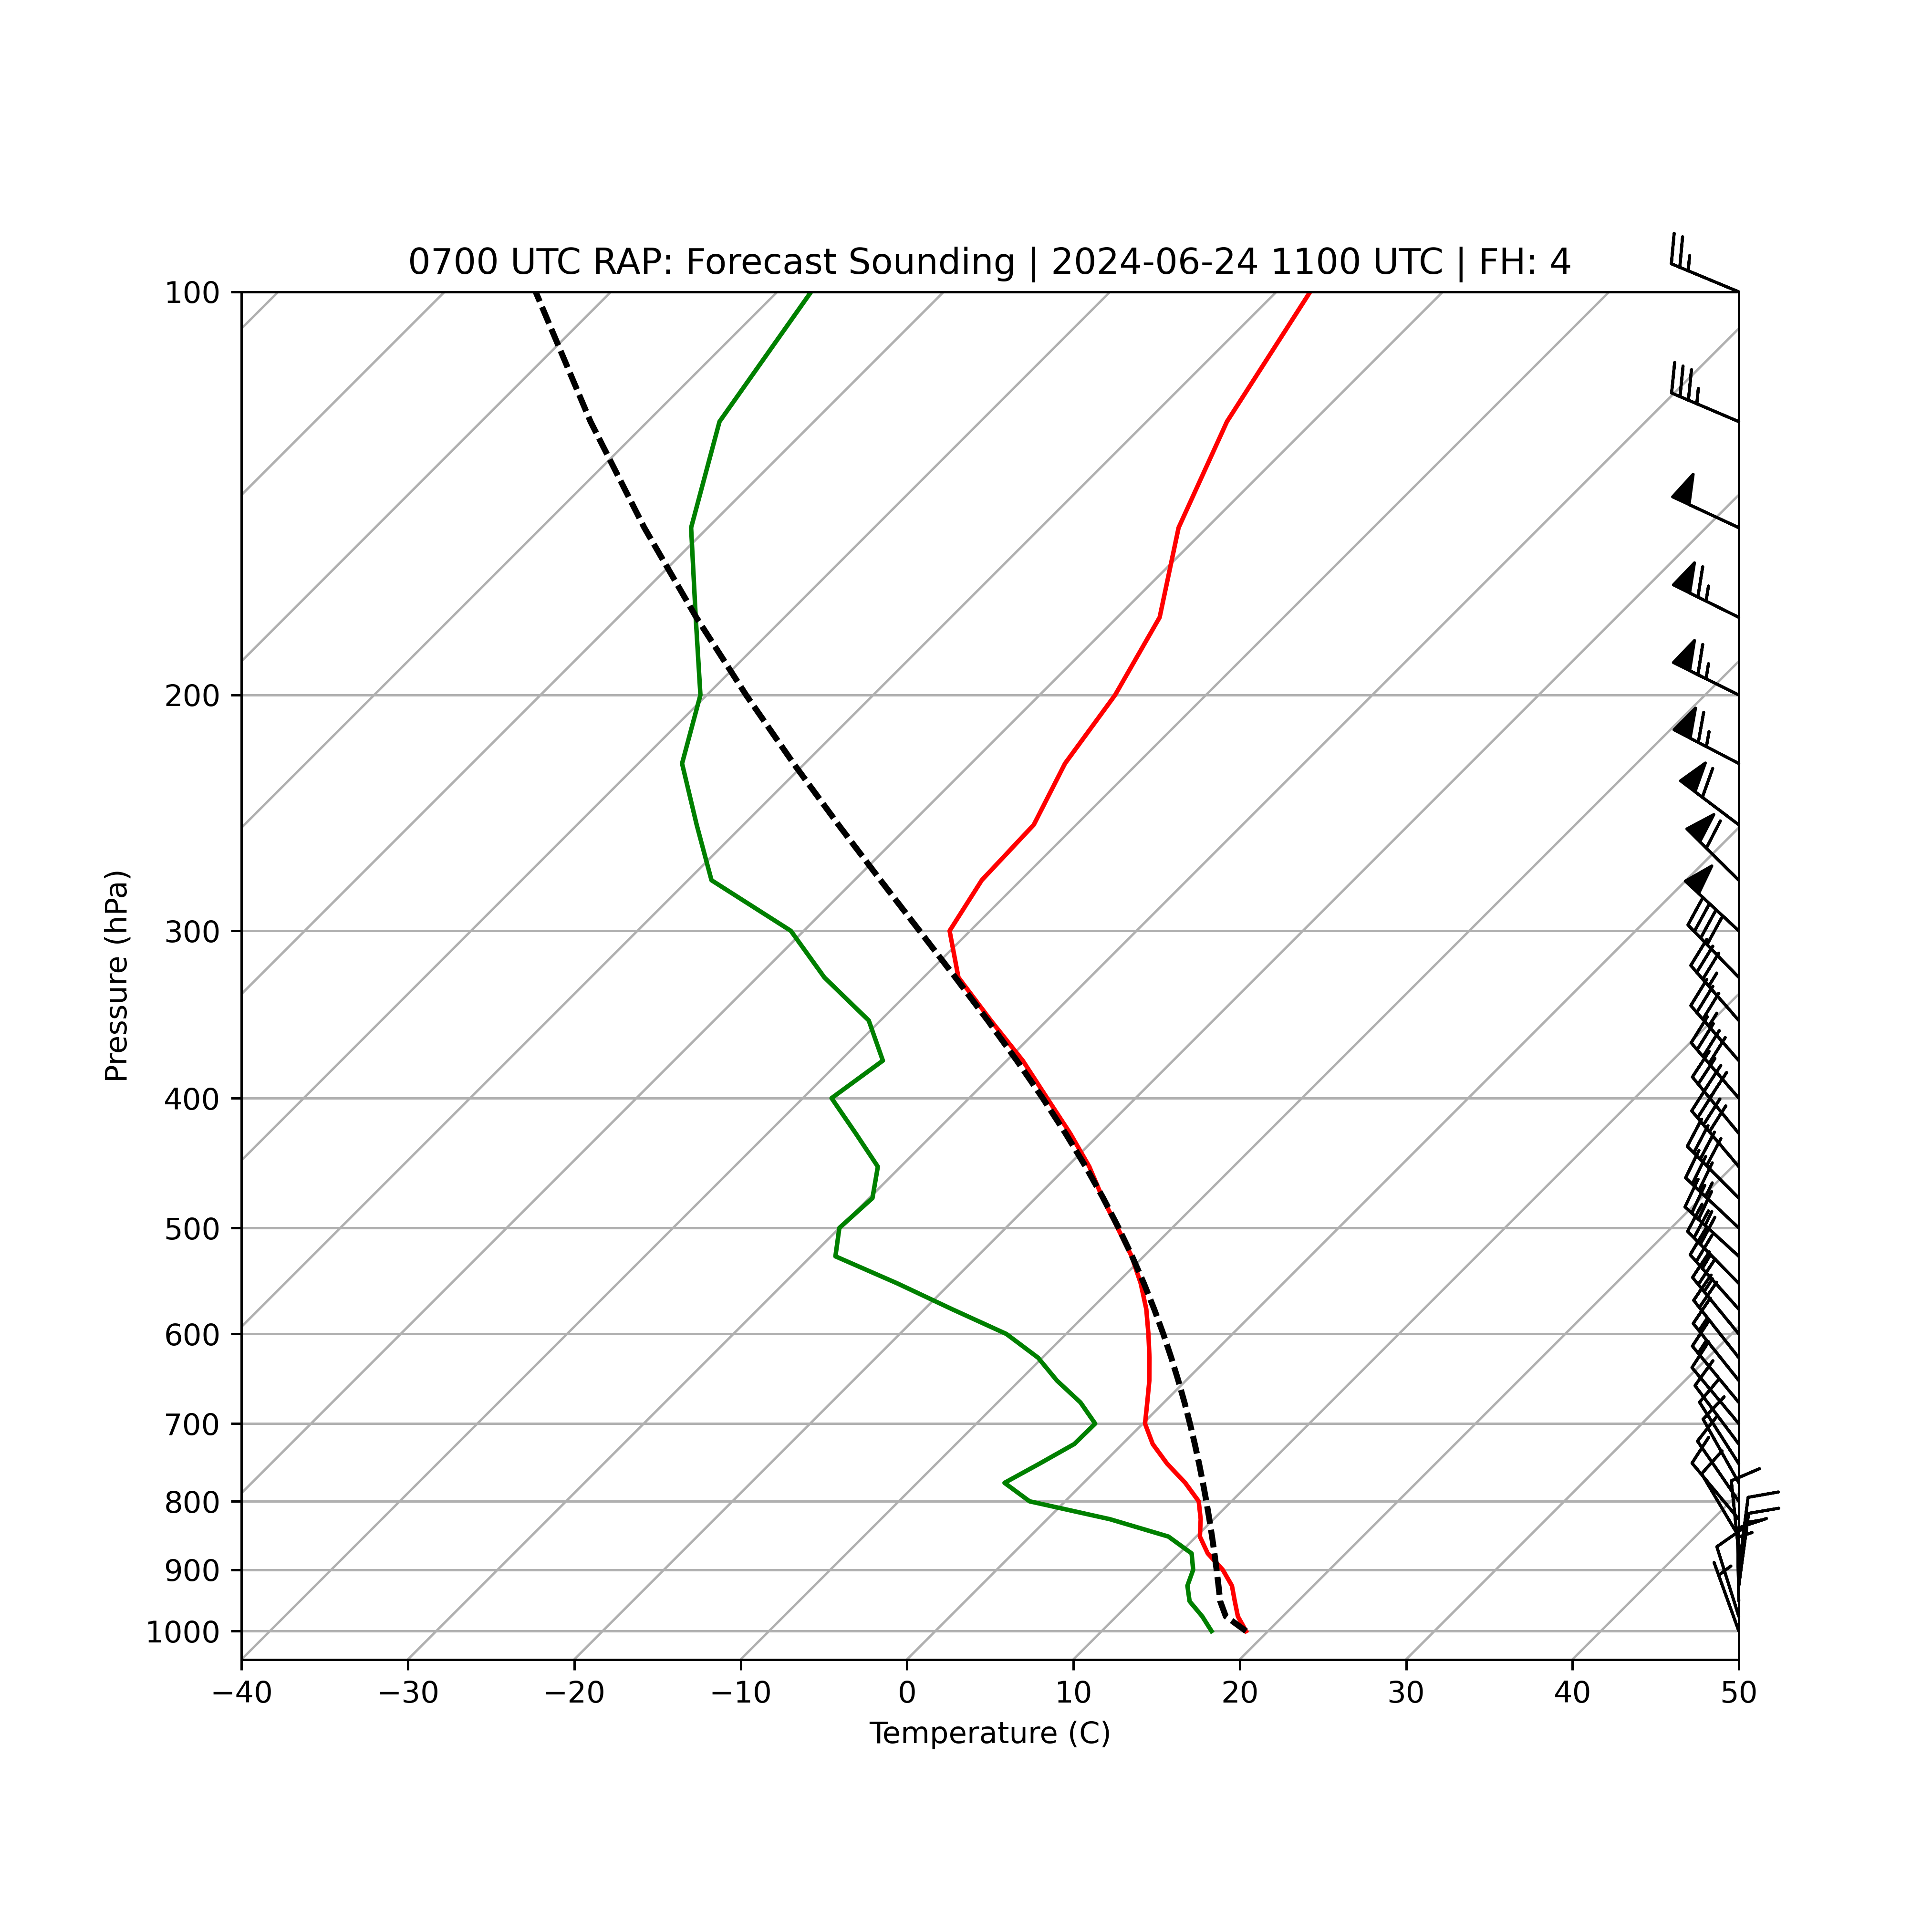 0700 UTC RAP: Forecast Sounding | 2024-06-24 1100 UTC | FH: 4
100
200
300
400
500
600
700
800
900
1000
Pressure (hPa)
−40 −30 −20 −10 0 10 20 30 40 50
Temperature (C)